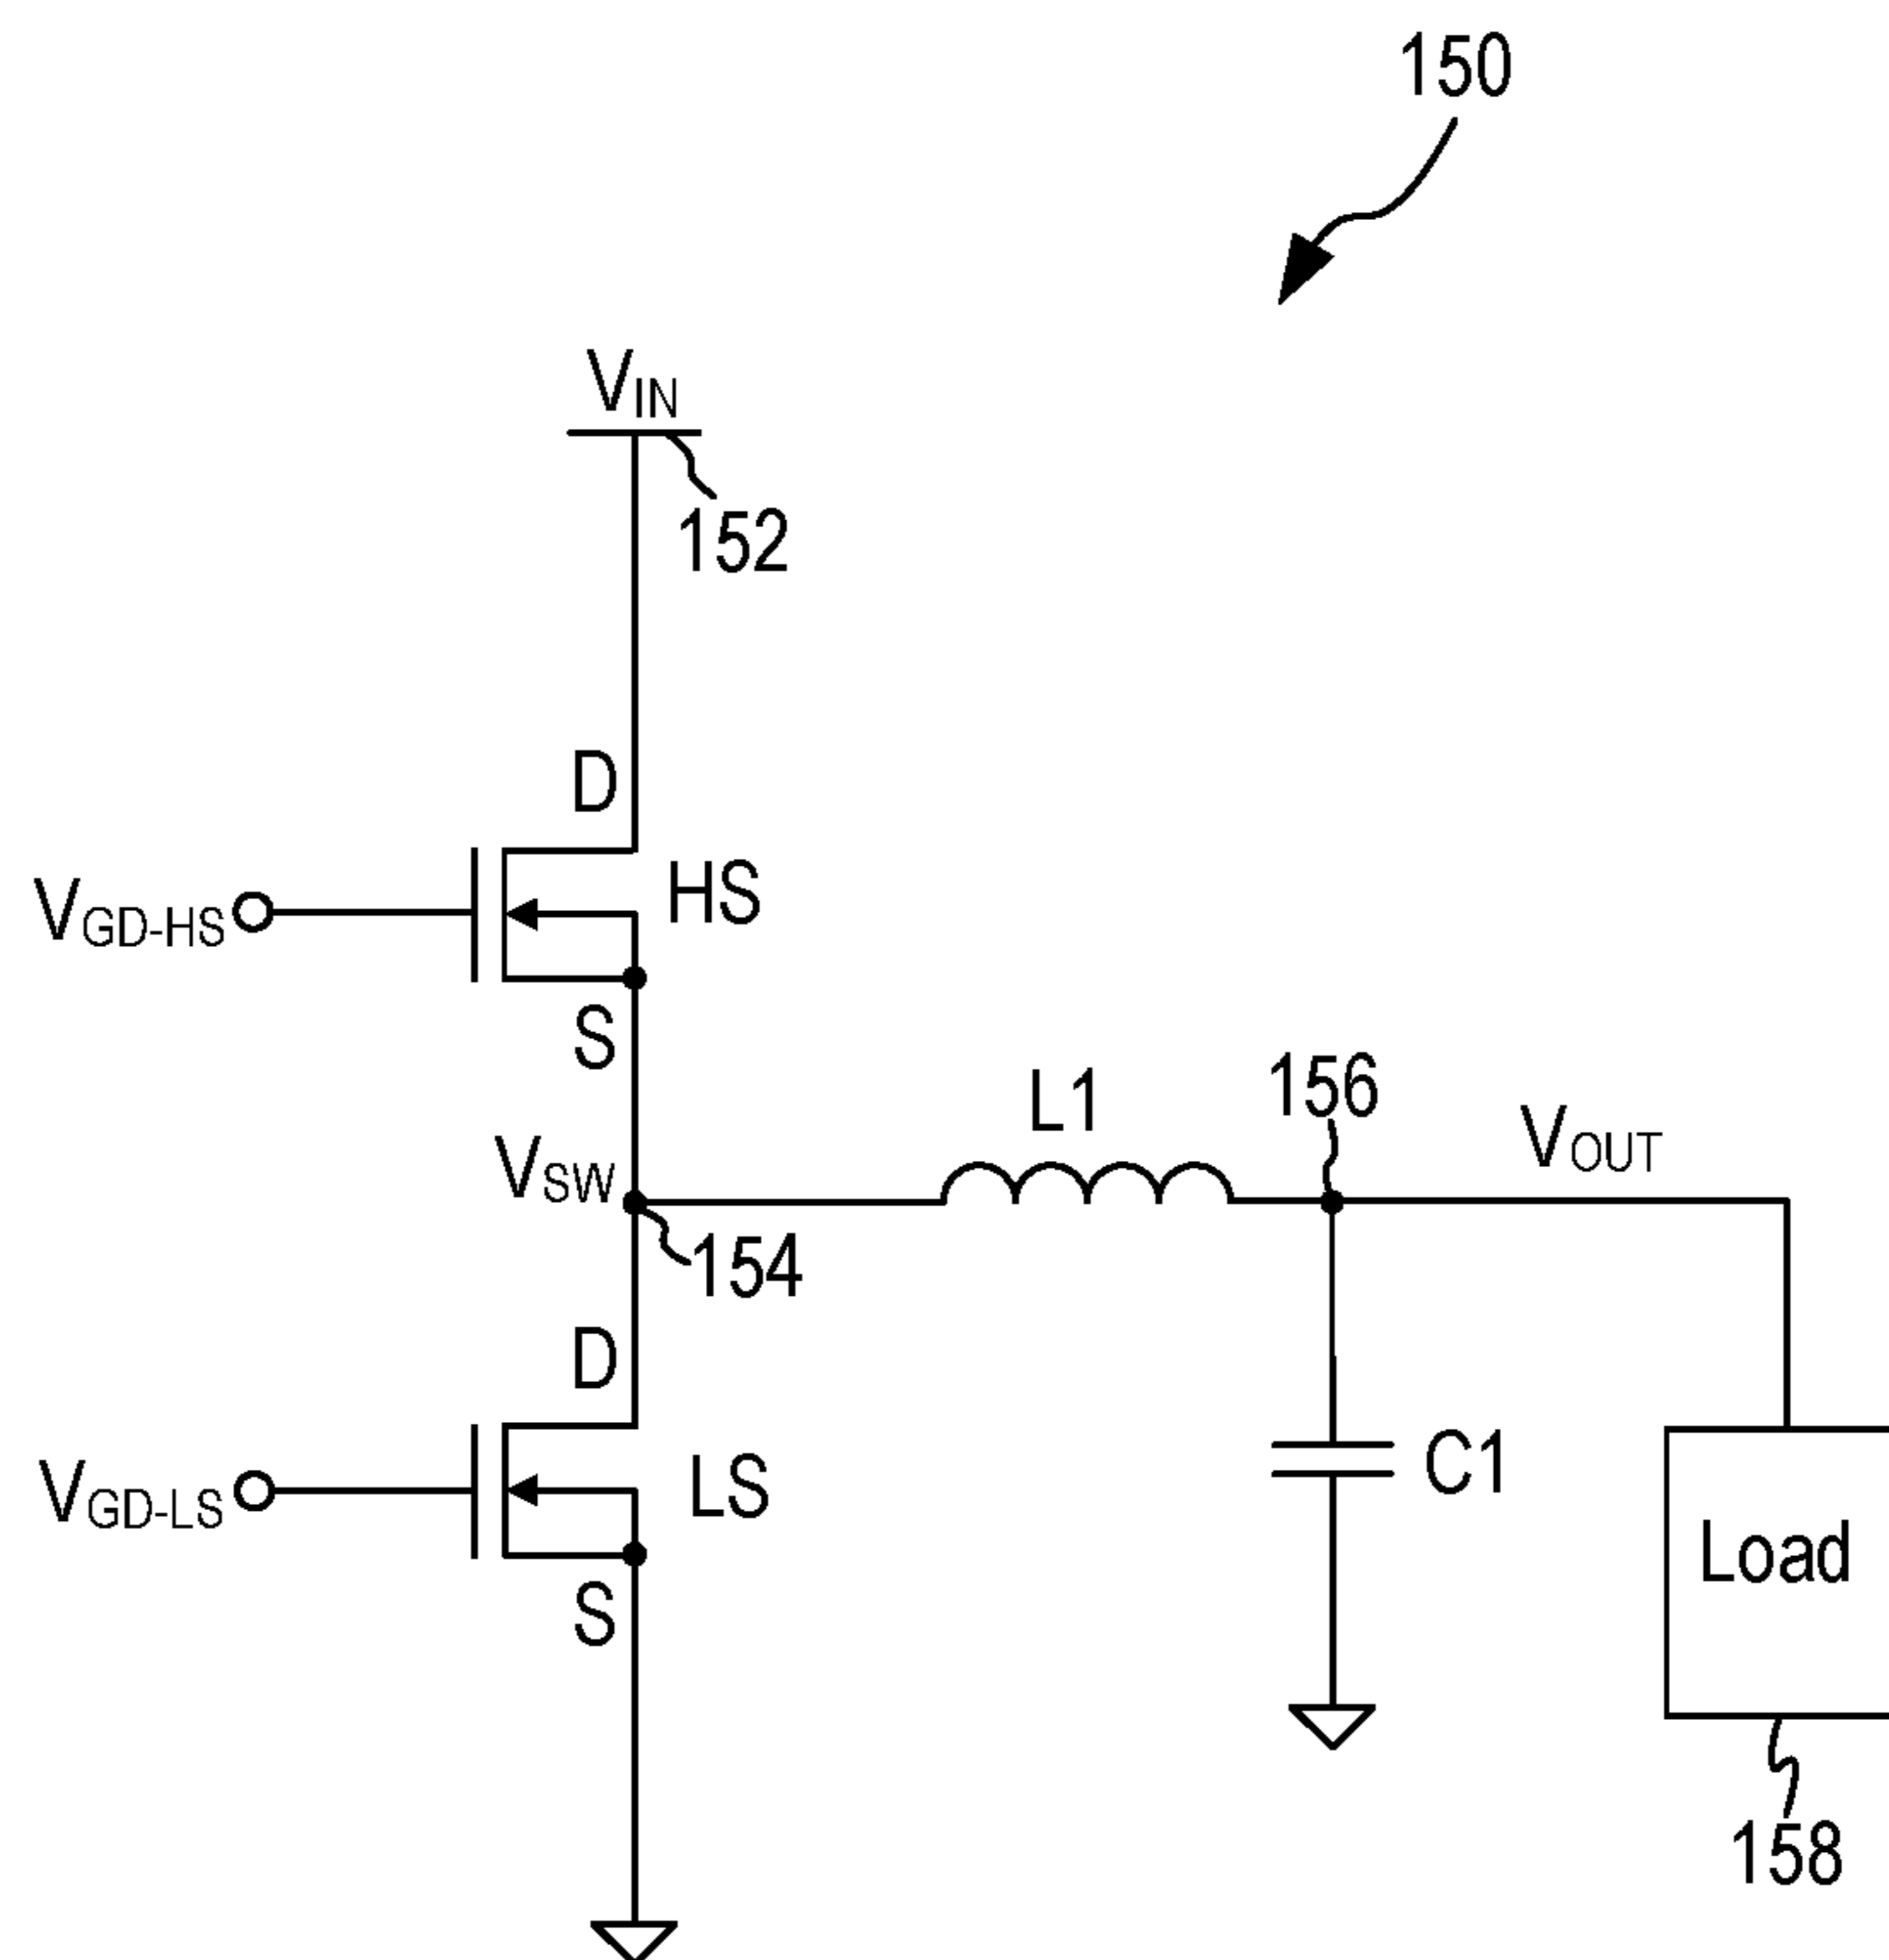 150
VIN
152
D
HS
VGD-HS
S
L1
156
VOUT
VSW
154
D
LS
VGD-LS
C1
Load
S
158